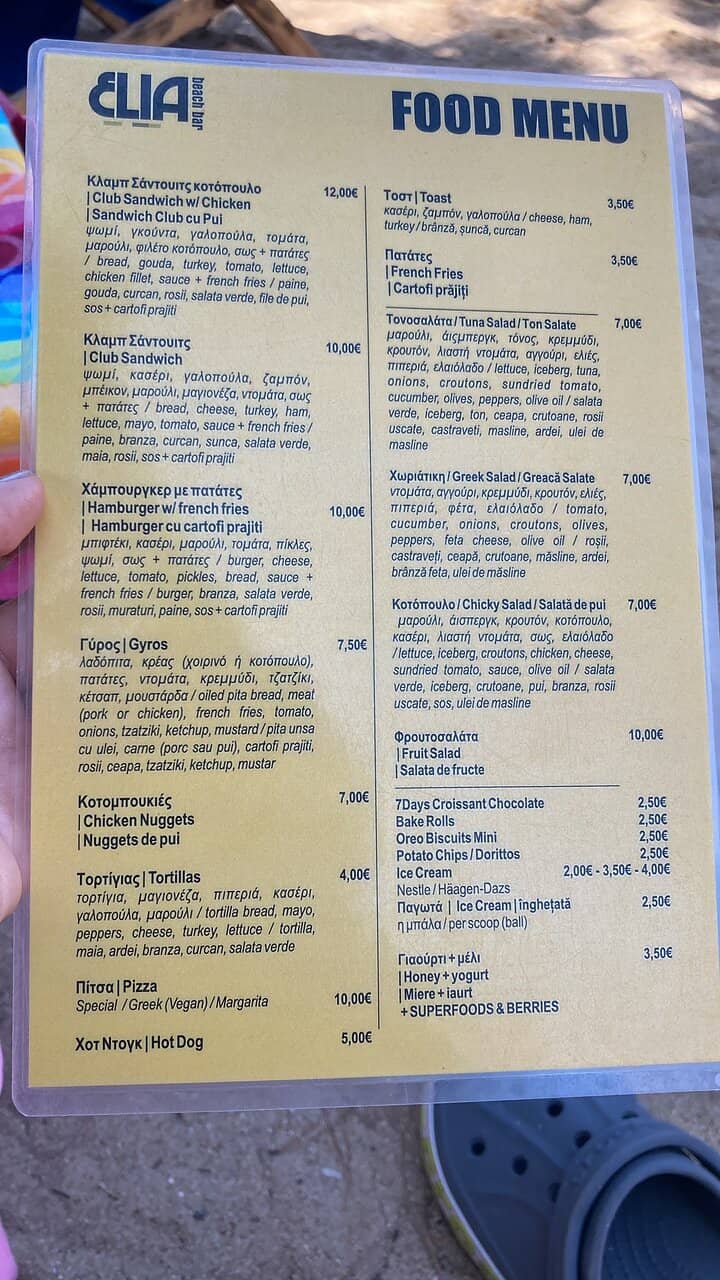 ELIA
beach bar
FOOD MENU
Κλαμπ Σάντουιτς κοτόπουλο 12,00€
| Club Sandwich w/ Chicken
| Sandwich Club cu Pui
ψωμί, γκούντα, γαλοπούλα, τομάτα,
μαρούλι, φιλέτο κοτόπουλο, σως + πατάτες
/ bread, gouda, turkey, tomato, lettuce,
chicken fillet, sauce + french fries / paine,
gouda, curcan, rosii, salata verde, file de pui,
sos + cartofi prajiti
Κλαμπ Σάντουιτς 10,00€
| Club Sandwich
ψωμί, κασέρι, γαλοπούλα, ζαμπόν,
μπέικον, μαρούλι, μαγιονέζα, ντομάτα, σως
+ πατάτες / bread, cheese, turkey, ham,
lettuce, mayo, tomato, sauce + french fries /
paine, branza, curcan, sunca, salata verde,
maia, rosii, sos + cartofi prajiti
Χάμπουργκερ με πατάτες
| Hamburger w/ french fries 10,00€
| Hamburger cu cartofi prajiti
μπιφτέκι, κασέρι, μαρούλι, τομάτα, πίκλες,
ψωμί, σως + πατάτες / burger, cheese,
lettuce, tomato, pickles, bread, sauce +
french fries / burger, branza, salata verde,
rosii, muraturi, paine, sos + cartofi prajiti
Γύρος | Gyros 7,50€
λαδόπιτα, κρέας (χοιρινό ή κοτόπουλο),
πατάτες, ντομάτα, κρεμμύδι, τζατζίκι,
κέτσαπ, μουστάρδα / oiled pita bread, meat
(pork or chicken), french fries, tomato,
onions, tzatziki, ketchup, mustard / pita unsa
cu ulei, carne (porc sau pui), cartofi prajiti,
rosii, ceapa, tzatziki, ketchup, mustar
Κοτομπουκιές 7,00€
| Chicken Nuggets
| Nuggets de pui
Τορτίγιας | Tortillas 4,00€
τορτίγια, μαγιονέζα, πιπεριά, κασέρι,
γαλοπούλα, μαρούλι / tortilla bread, mayo,
peppers, cheese, turkey, lettuce / tortilla,
maia, ardei, branza, curcan, salata verde
Πίτσα | Pizza
Special / Greek (Vegan) / Margarita 10,00€
Χοτ Ντογκ | Hot Dog 5,00€
Τοστ | Toast 3,50€
κασέρι, ζαμπόν, γαλοπούλα / cheese, ham,
turkey / brânză, șuncă, curcan
Πατάτες 3,50€
| French Fries
| Cartofi prăjiți
Τονοσαλάτα / Tuna Salad / Ton Salate 7,00€
μαρούλι, άισμπεργκ, τόνος, κρεμμύδι,
κρουτόν, λιαστή ντομάτα, αγγούρι, ελιές,
πιπεριά, ελαιόλαδο / lettuce, iceberg, tuna,
onions, croutons, sundried tomato,
cucumber, olives, peppers, olive oil / salata
verde, iceberg, ton, ceapa, crutoane, rosii
uscate, castraveti, masline, ardei, ulei de
masline
Χωριάτικη / Greek Salad / Greacă Salate 7,00€
ντομάτα, αγγούρι, κρεμμύδι, κρουτόν, ελιές,
πιπεριά, φέτα, ελαιόλαδο / tomato,
cucumber, onions, croutons, olives,
peppers, feta cheese, olive oil / roșii,
castraveți, ceapă, crutoane, măsline, ardei,
brânză feta, ulei de măsline
Κοτόπουλο / Chicky Salad / Salată de pui 7,00€
μαρούλι, άισπεργκ, κρουτόν, κοτόπουλο,
κασέρι, λιαστή ντομάτα, σως, ελαιόλαδο
/ lettuce, iceberg, croutons, chicken, cheese,
sundried tomato, sauce, olive oil / salata
verde, iceberg, crutoane, pui, branza, rosii
uscate, sos, ulei de masline
Φρουτοσαλάτα 10,00€
| Fruit Salad
| Salata de fructe
7Days Croissant Chocolate 2,50€
Bake Rolls 2,50€
Oreo Biscuits Mini 2,50€
Potato Chips / Dorittos 2,50€
Ice Cream 2,00€ - 3,50€ - 4,00€
Nestle / Häagen-Dazs
Παγωτά | Ice Cream | înghețată 2,50€
η μπάλα / per scoop (ball)
Γιαούρτι + μέλι 3,50€
| Honey + yogurt
| Miere + iaurt
+ SUPERFOODS & BERRIES